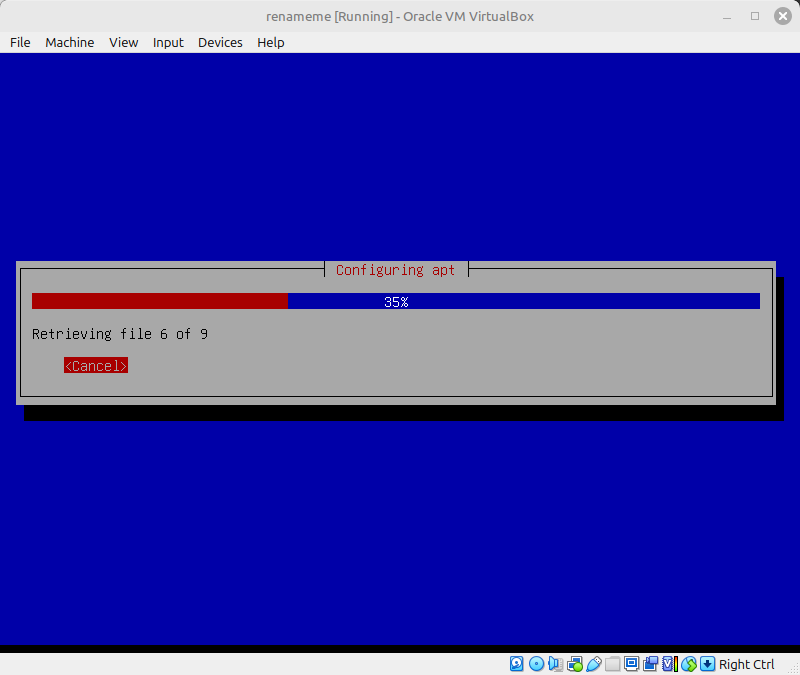 renameme [Running] - Oracle VM VirtualBox
File Machine View Input Devices Help
Configuring apt
35%
Retrieving file 6 of 9
<Cancel>
Right Ctrl